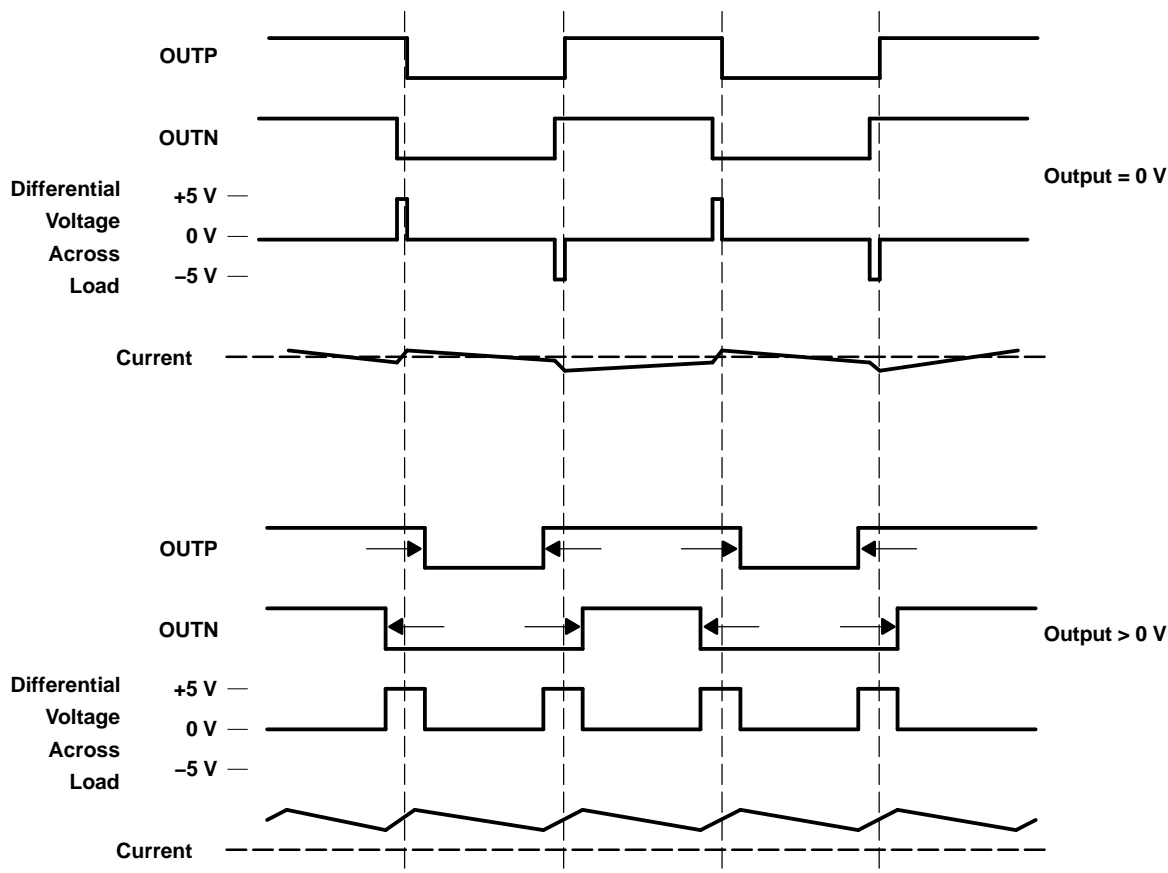 OUTP
OUTN
Output = 0 V
Differential
Voltage
Across
Load
+5 V
0 V
–5 V
Current
OUTP
OUTN
Output > 0 V
Differential
Voltage
Across
Load
+5 V
0 V
–5 V
Current